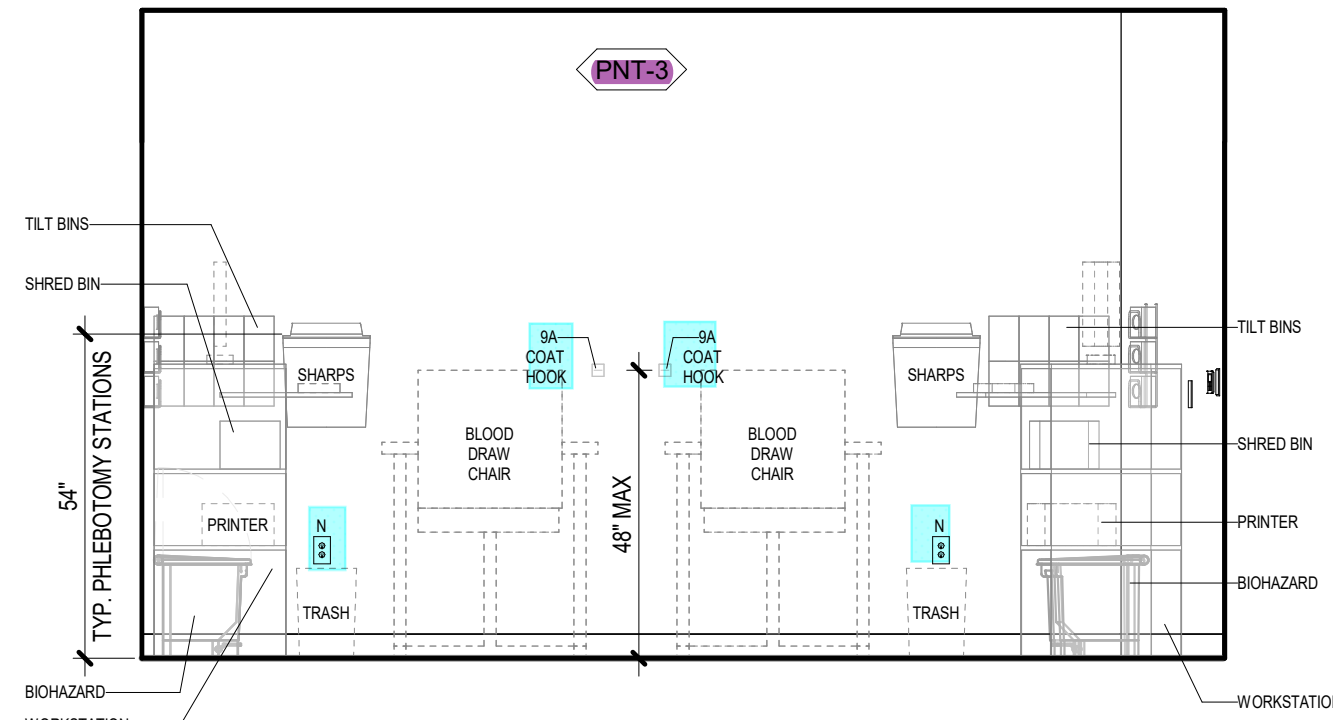 PNT-3
TILT BINS
SHRED BIN
54"
TYP. PHLEBOTOMY STATIONS
SHARPS
9A
COAT
HOOK
9A
COAT
HOOK
SHARPS
TILT BINS
BLOOD
DRAW
CHAIR
48" MAX
BLOOD
DRAW
CHAIR
SHRED BIN
PRINTER
N
N
PRINTER
TRASH
TRASH
BIOHAZARD
BIOHAZARD
WORKSTATION
WORKSTATION